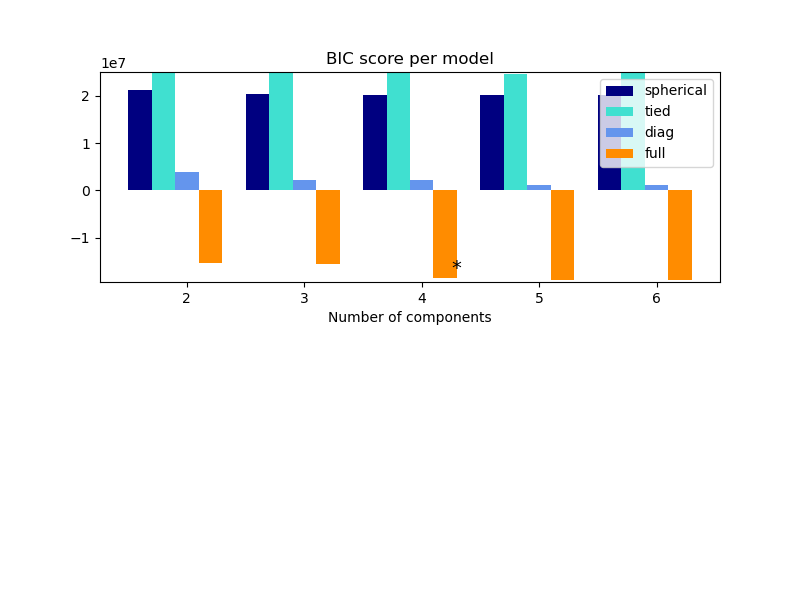 BIC score per model
1e7
2
1
0
−1
*
spherical
tied
diag
full
2 3 4 5 6
Number of components